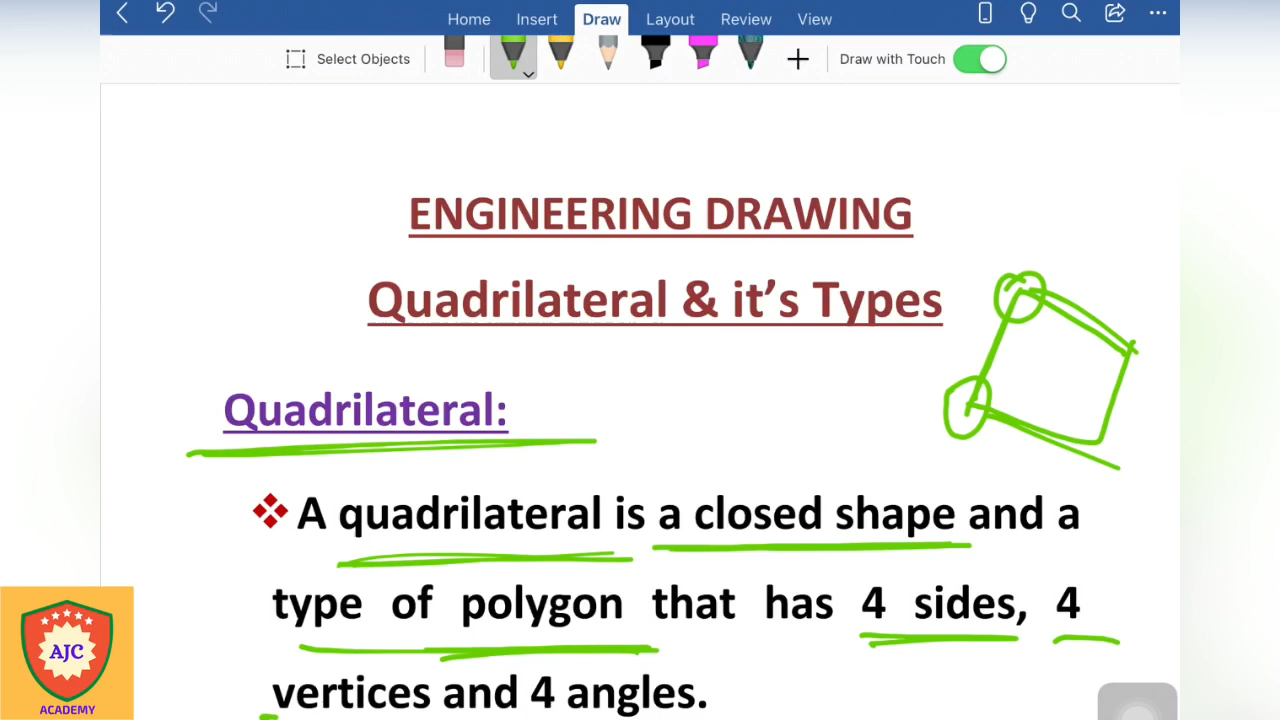 Home Insert Draw Layout Review View
Select Objects Draw with Touch
ENGINEERING DRAWING
Quadrilateral & it's Types
Quadrilateral:
A quadrilateral is a closed shape and a
type of polygon that has 4 sides, 4
vertices and 4 angles.
AJC
ACADEMY